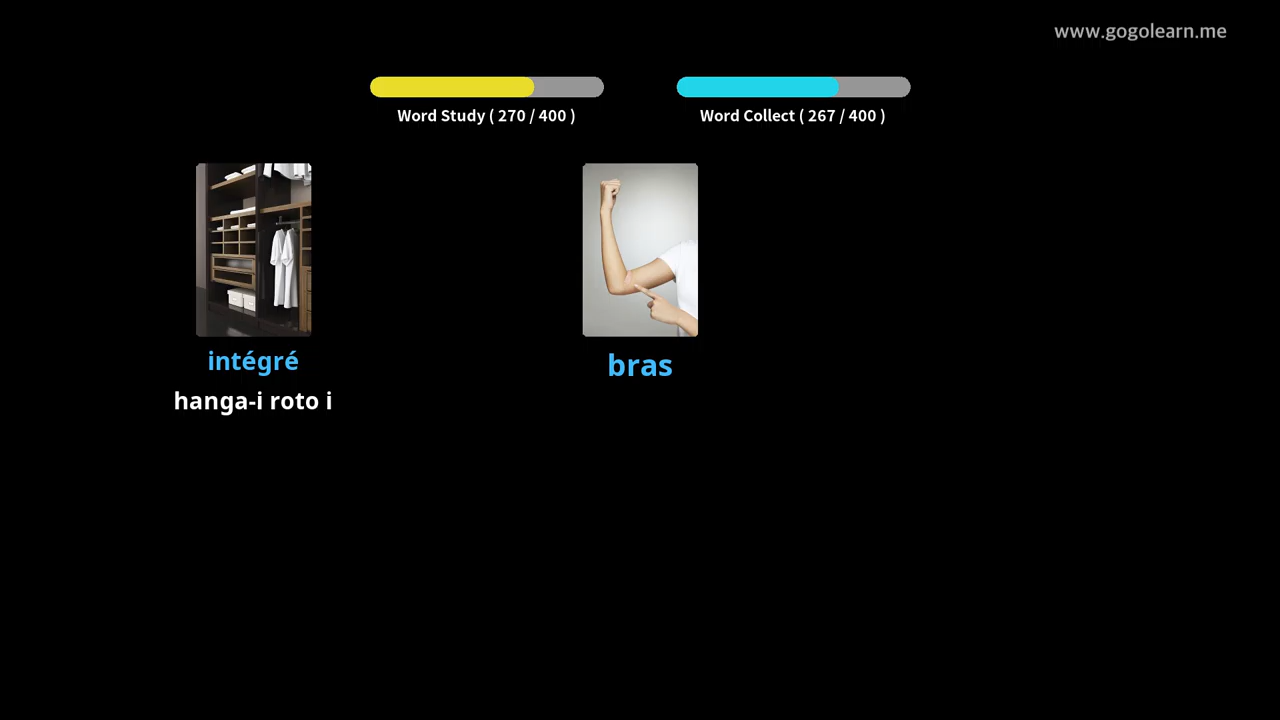 www.gogolearn.me
Word Study ( 270 / 400 )
Word Collect ( 267 / 400 )
intégré
hanga-i roto i
bras